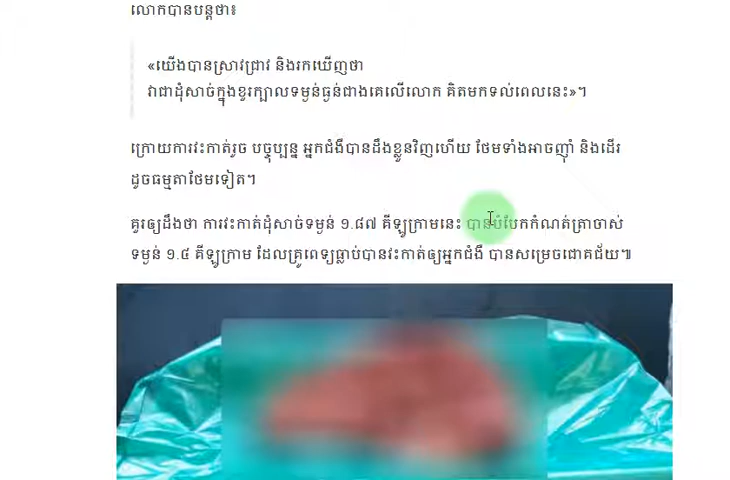 លោកបានបន្តថា៖
«យើងបានស្រាវជ្រាវ និងរកឃើញថា
វាជាដុំសាច់ក្នុងខួរក្បាលទម្ងន់ធ្ងន់ជាងគេលើលោក គិតមកទល់ពេលនេះ»។
ក្រោយការវះកាត់រួច បច្ចុប្បន្ន អ្នកជំងឺបានដឹងខ្លួនវិញហើយ ថែមទាំងអាចញ៉ាំ និងដើរ
ដូចធម្មតាថែមទៀត។
គួរឲ្យដឹងថា ការវះកាត់ដុំសាច់ទម្ងន់ ១.៨៧ គីឡូក្រាមនេះ បានបំបែកកំណត់ត្រាចាស់
ទម្ងន់ ១.៤ គីឡូក្រាម ដែលគ្រូពេទ្យធ្លាប់បានវះកាត់ឲ្យអ្នកជំងឺ បានសម្រេចជោគជ័យ៕